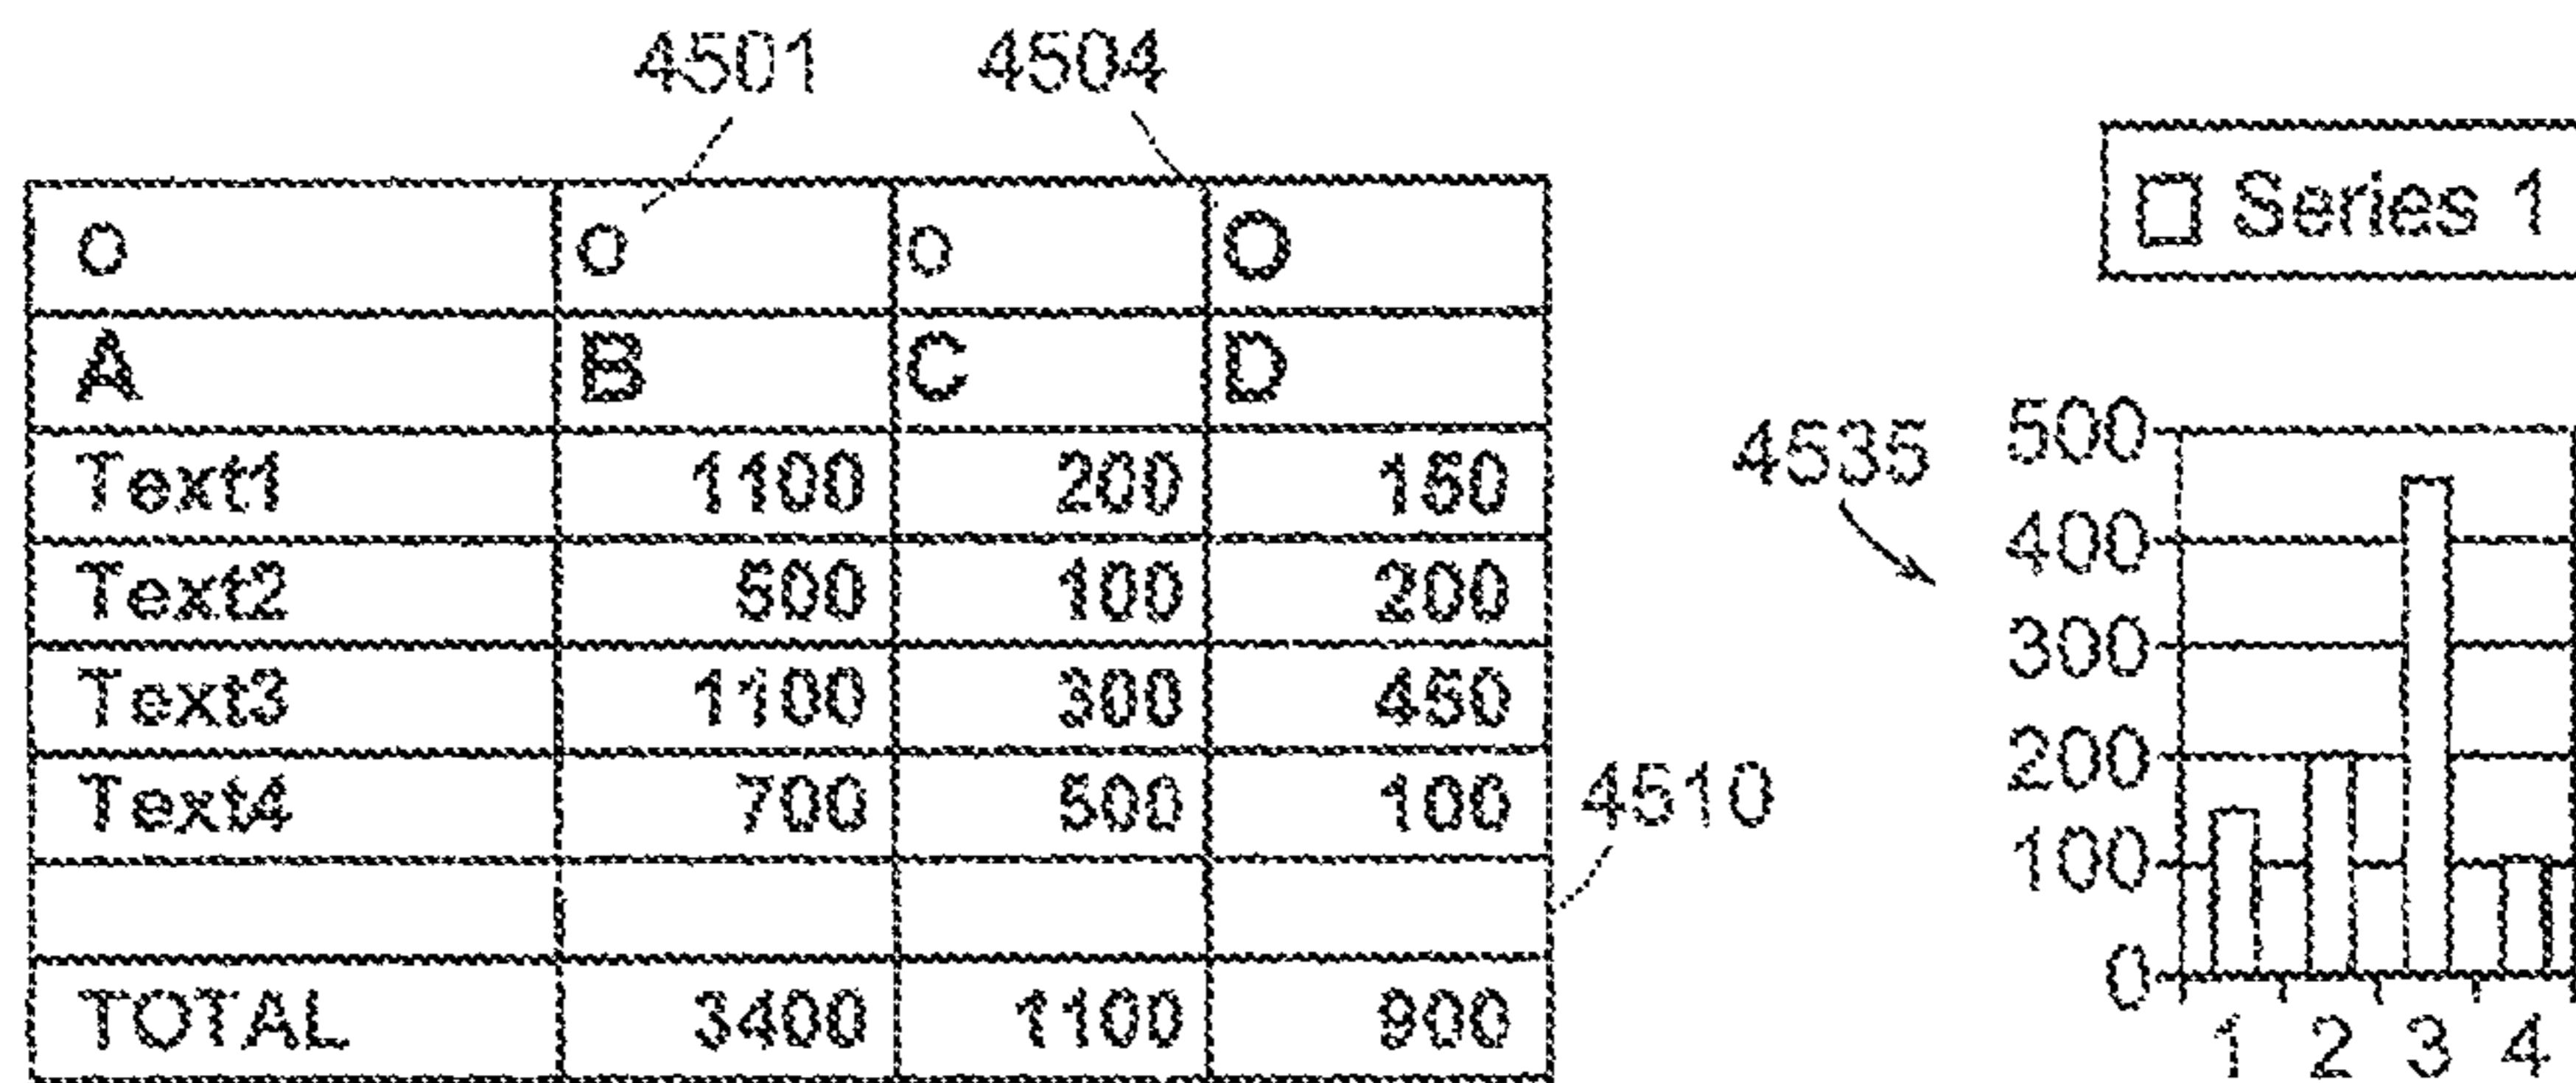 4501 4504
O O O O
A B C D
Text1 1100 200 150
Text2 500 100 200
Text3 1100 300 450
Text4 700 500 100
TOTAL 3400 1100 900
4510
4535
Series 1
500
400
300
200
100
0
1 2 3 4